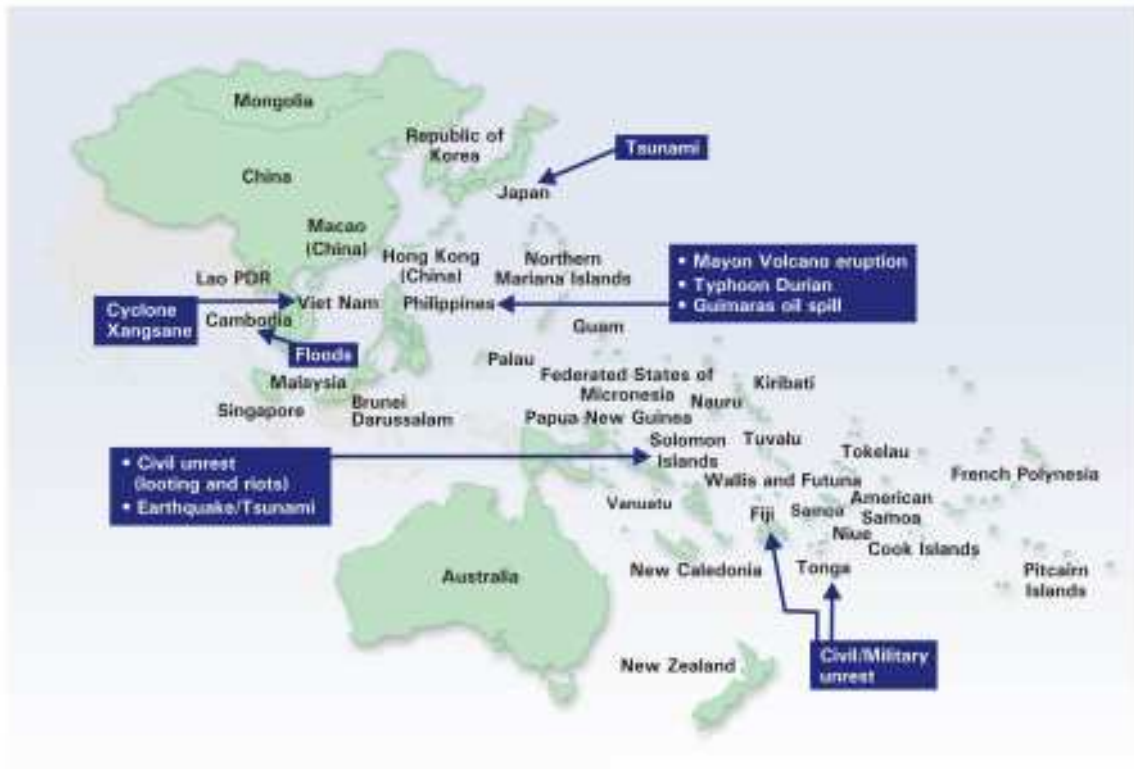 Mongolia
Republic of
Korea
Tsunami
China
Japan
Macao
(China)
Hong Kong
(China)
Northern
Mariana Islands
• Mayon Volcano eruption
• Typhoon Durian
• Guimaras oil spill
Lao PDR
Cyclone
Xangsane
Viet Nam
Philippines
Cambodia
Guam
Floods
Palau
Malaysia
Federated States of
Micronesia
Kiribati
Nauru
Singapore
Brunei
Darussalam
Papua New Guinea
Solomon
Islands
Tuvalu
Tokelau
• Civil unrest
(looting and riots)
• Earthquake/Tsunami
French Polynesia
Wallis and Futuna
Vanuatu
Fiji
Samoa
American
Samoa
Niue
Cook Islands
Australia
New Caledonia
Tonga
Pitcairn
Islands
New Zealand
Civil/Military
unrest